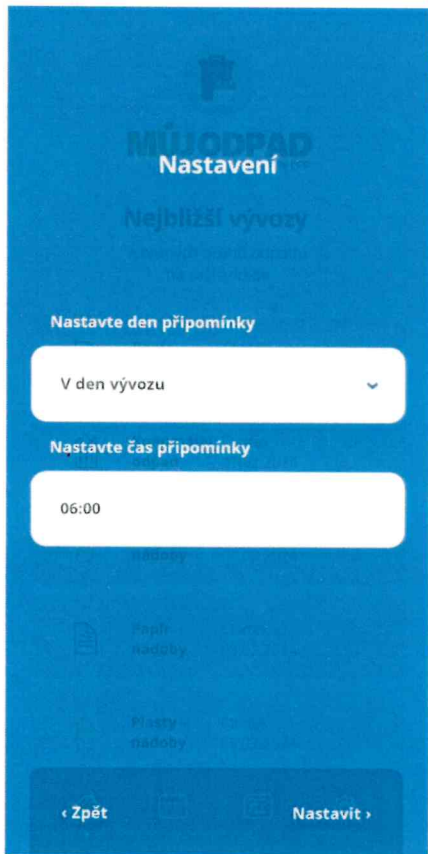 MŮJODPAD
Nastavení
Nejbližší vývozy
Nastavte den připomínky
V den vývozu
Nastavte čas připomínky
06:00
nádoby
Papír
nádoby
Plasty
nádoby
‹ Zpět
Nastavit ›